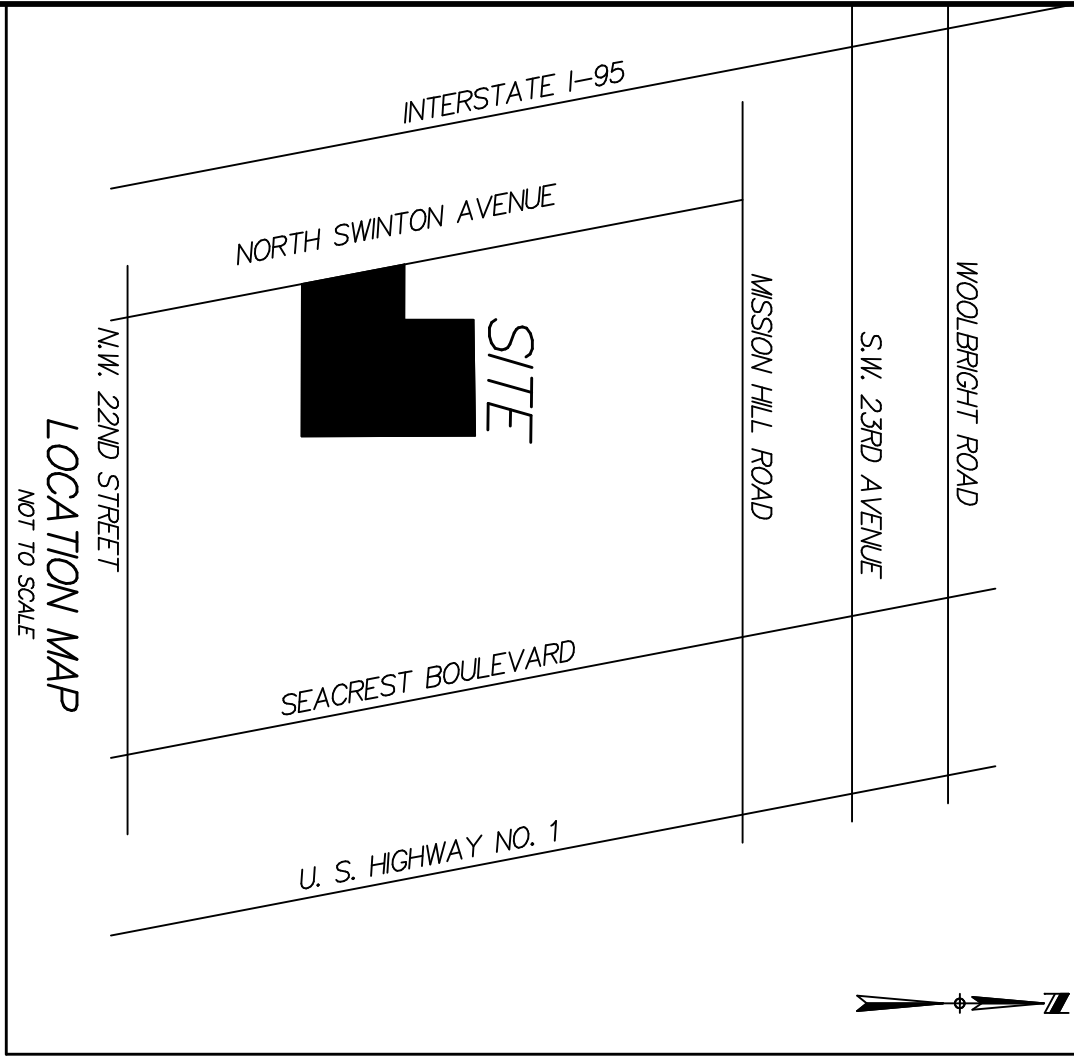 INTERSTATE I-95
NORTH SWINTON AVENUE
SITE
WOOLBRIGHT ROAD
S.W. 23RD AVENUE
MISSION HILL ROAD
N.W. 22ND STREET
SEACREST BOULEVARD
U. S. HIGHWAY NO. 1
LOCATION MAP
NOT TO SCALE
N